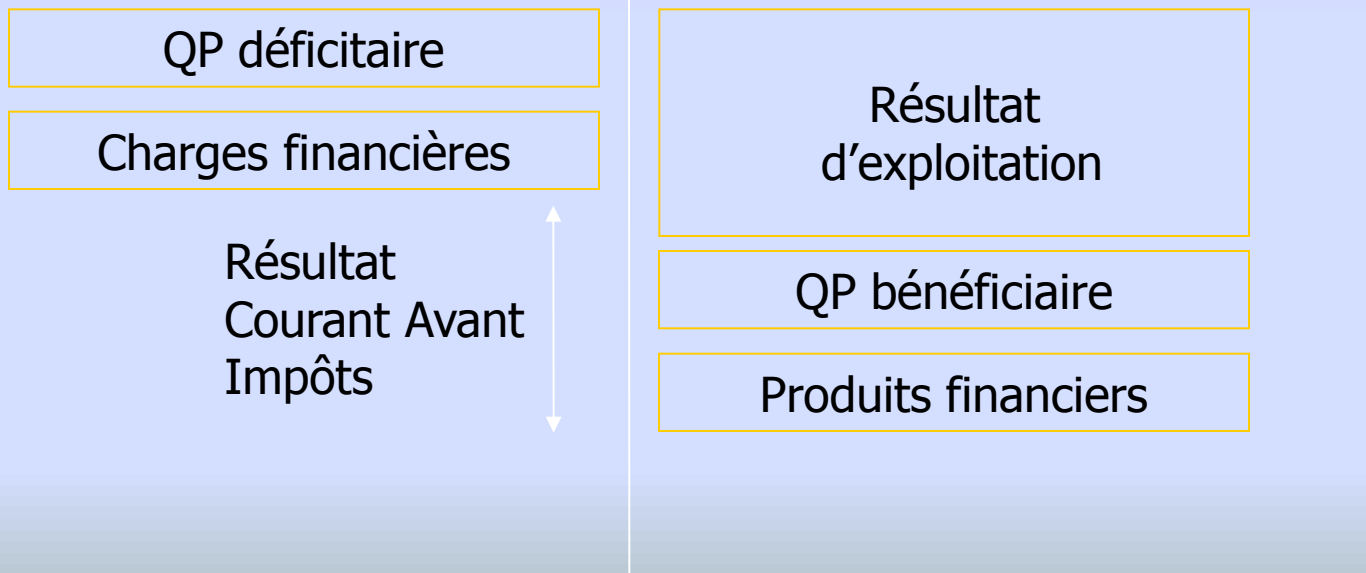 QP déficitaire
Charges financières
Résultat
Courant Avant
Impôts
Résultat
d’exploitation
QP bénéficiaire
Produits financiers